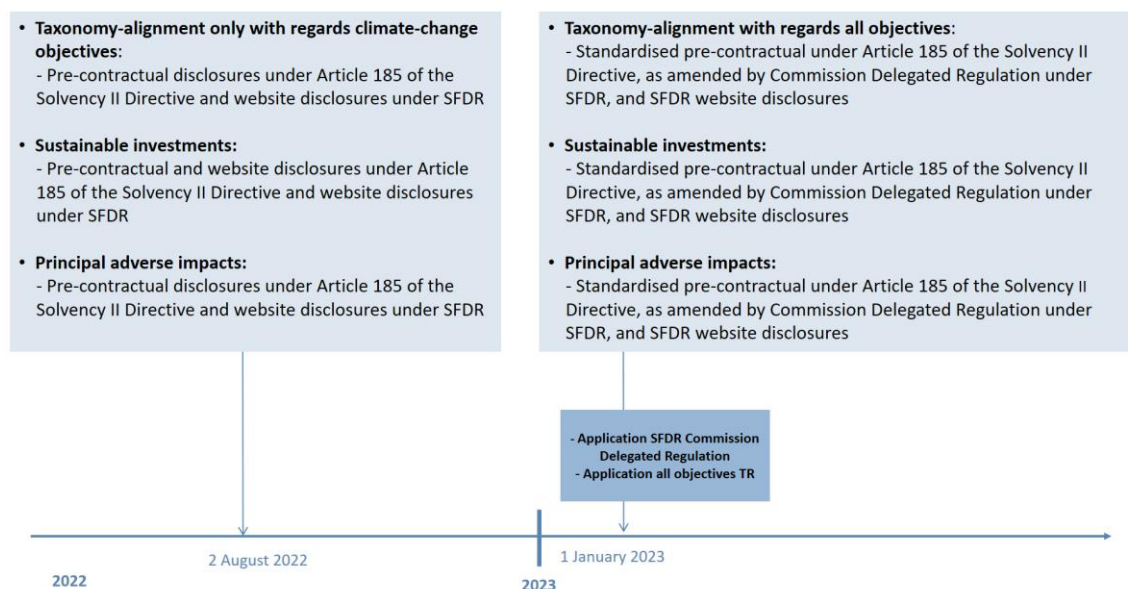 • Taxonomy-alignment only with regards climate-change
objectives:
- Pre-contractual disclosures under Article 185 of the
Solvency II Directive and website disclosures under SFDR
• Sustainable investments:
- Pre-contractual and website disclosures under Article
185 of the Solvency II Directive and website disclosures
under SFDR
• Principal adverse impacts:
- Pre-contractual disclosures under Article 185 of the
Solvency II Directive and website disclosures under SFDR
• Taxonomy-alignment with regards all objectives:
- Standardised pre-contractual under Article 185 of the Solvency II
Directive, as amended by Commission Delegated Regulation under
SFDR, and SFDR website disclosures
• Sustainable investments:
- Standardised pre-contractual under Article 185 of the Solvency II
Directive, as amended by Commission Delegated Regulation under
SFDR, and SFDR website disclosures
• Principal adverse impacts:
- Standardised pre-contractual under Article 185 of the Solvency II
Directive, as amended by Commission Delegated Regulation under
SFDR, and SFDR website disclosures
- Application SFDR Commission
Delegated Regulation
- Application all objectives TR
2 August 2022
1 January 2023
2022
2023